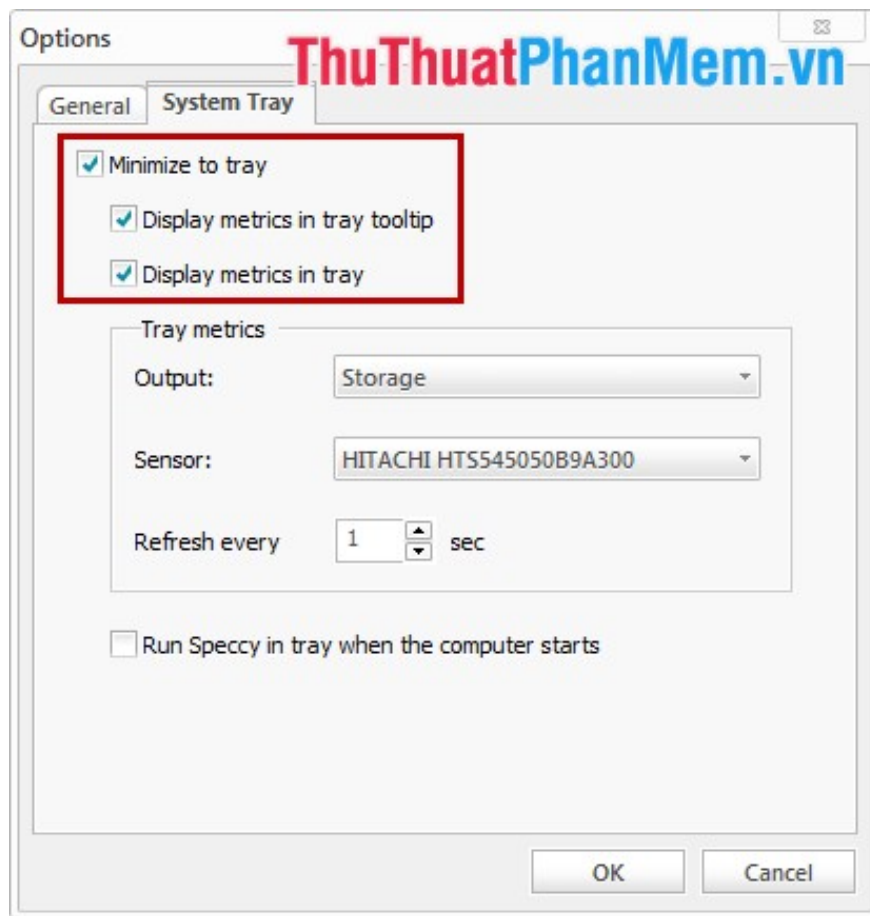 Options
ThuThuatPhanMem.vn
General System Tray
Minimize to tray
Display metrics in tray tooltip
Display metrics in tray
Tray metrics
Output: Storage
Sensor: HITACHI HTS545050B9A300
Refresh every 1 sec
Run Speccy in tray when the computer starts
OK Cancel